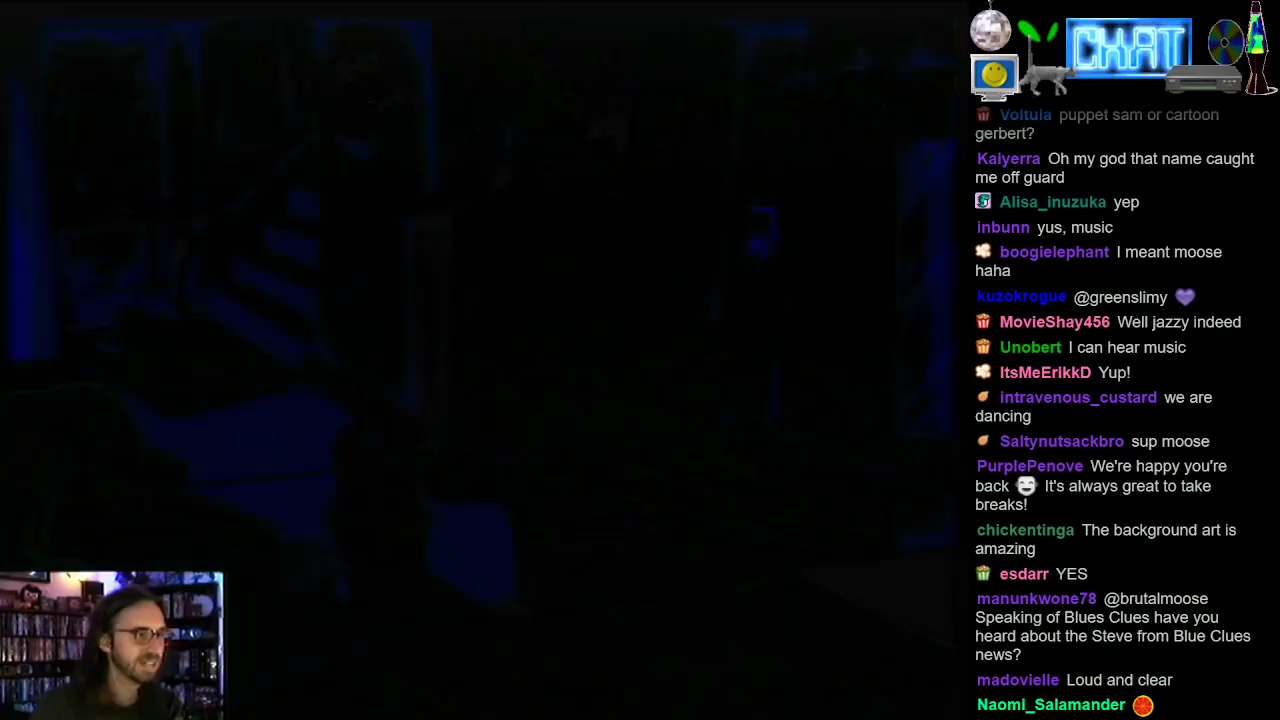 CHAT
Voltula puppet sam or cartoon
gerbert?
Kaiyerra Oh my god that name caught
me off guard
Alisa_inuzuka yep
inbunn yus, music
boogielephant I meant moose
haha
kuzokrogue @greenslimy
MovieShay456 Well jazzy indeed
Unobert I can hear music
ItsMeErikkD Yup!
intravenous_custard we are
dancing
Saltynutsackbro sup moose
PurplePenove We're happy you're
back It's always great to take
breaks!
chickentinga The background art is
amazing
esdarr YES
manunkwone78 @brutalmoose
Speaking of Blues Clues have you
heard about the Steve from Blue Clues
news?
madovielle Loud and clear
Naomi_Salamander